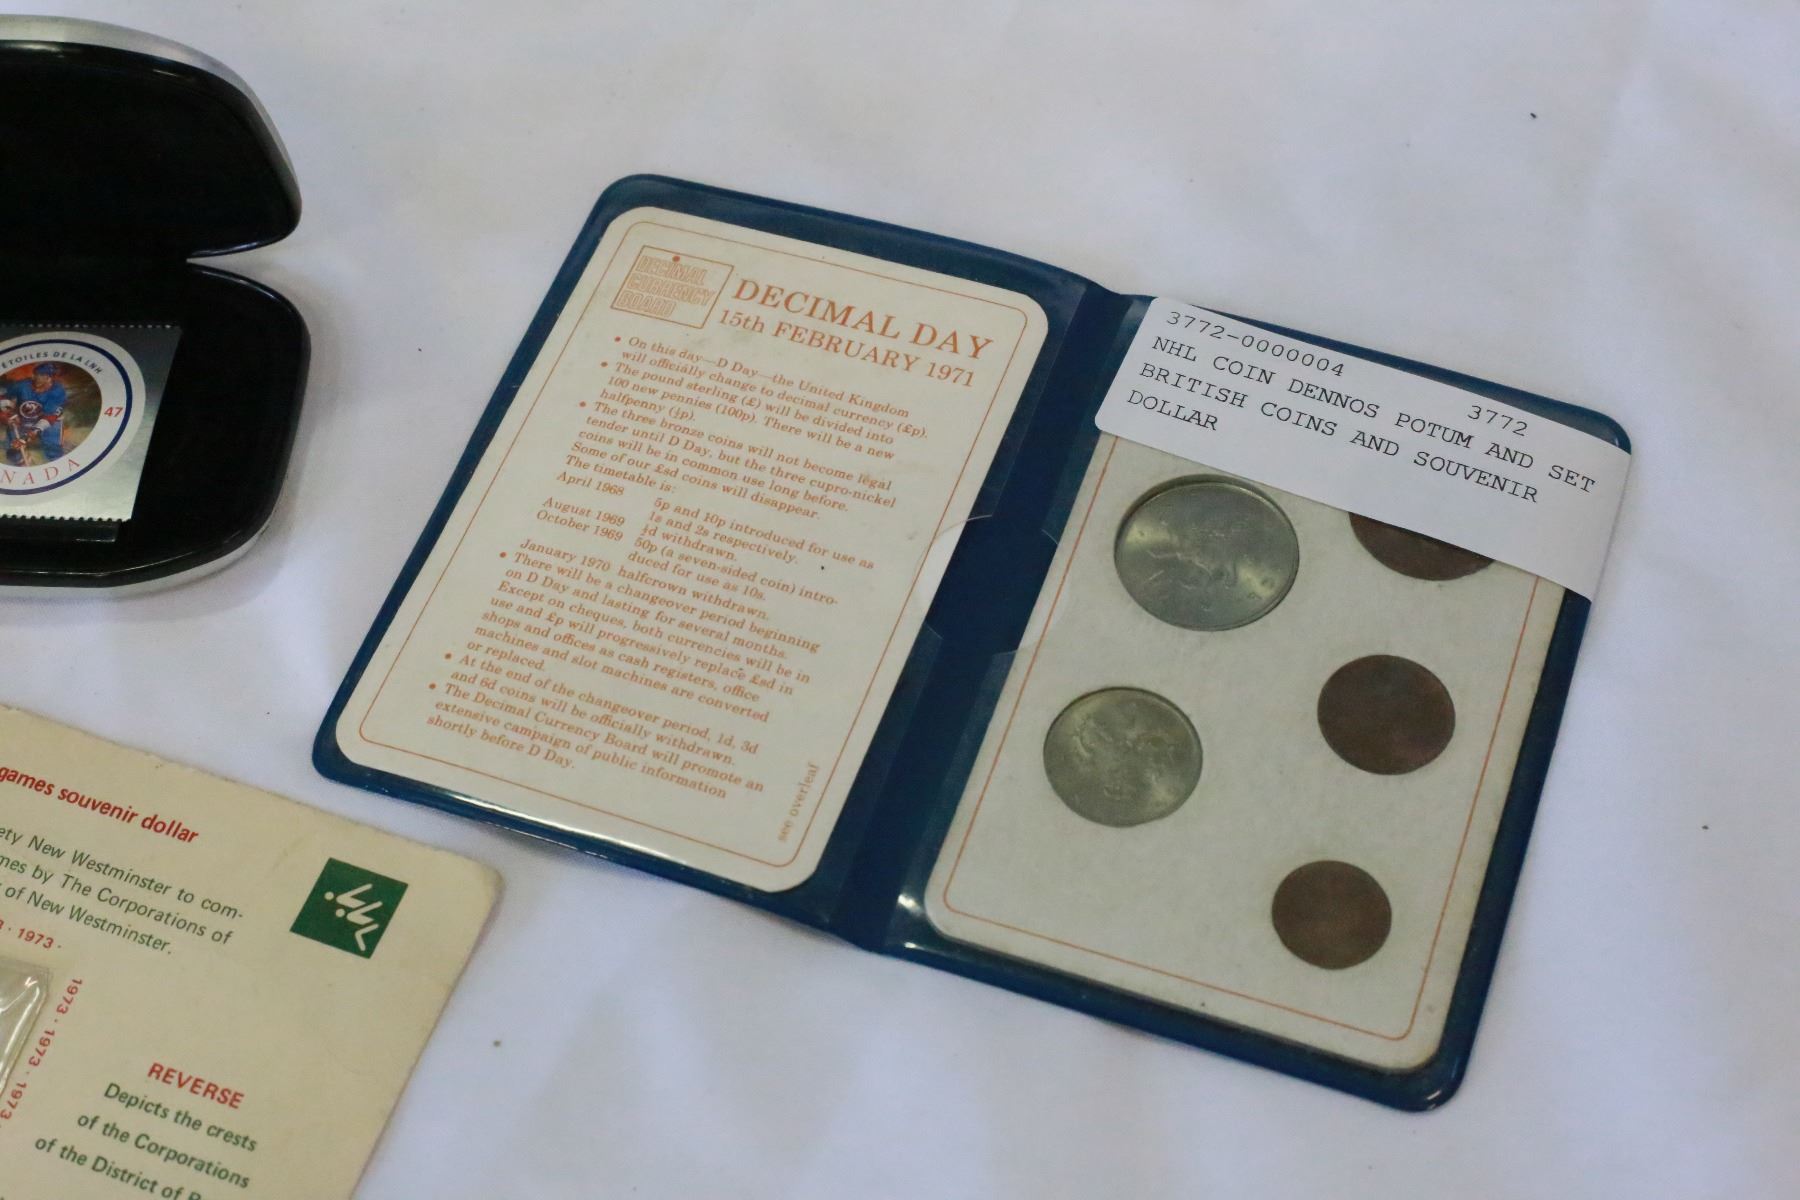 ETOILES DE LA LNH
47
NADA
DECIMAL
CURRENCY
BOARD
DECIMAL DAY
15th FEBRUARY 1971
• On this day—D Day—the United Kingdom
will officially change to decimal currency (£p).
• The pound sterling (£) will be divided into
100 new pennies (100p). There will be a new
halfpenny (½p).
• The three bronze coins will not become legal
tender until D Day, but the three cupro-nickel
coins will be in common use long before.
Some of our £sd coins will disappear.
The timetable is:
April 1968 5p and 10p introduced for use as
1s and 2s respectively.
August 1969 ½d withdrawn.
October 1969 50p (a seven-sided coin) intro-
duced for use as 10s.
January 1970 halfcrown withdrawn.
• There will be a changeover period beginning
on D Day and lasting for several months.
Except on cheques, both currencies will be in
use and £p will progressively replace £sd in
shops and offices as cash registers, office
machines and slot machines are converted
or replaced.
• At the end of the changeover period, 1d, 3d
and 6d coins will be officially withdrawn.
• The Decimal Currency Board will promote an
extensive campaign of public information
shortly before D Day.
see overleaf
3772-0000004
3772
NHL COIN DENNOS POTUM AND SET
BRITISH COINS AND SOUVENIR
DOLLAR
games souvenir dollar
ety New Westminster to com-
mes by The Corporations of
of New Westminster.
· 1973 ·
1973 · 1973 · 1973
REVERSE
Depicts the crests
of the Corporations
of the District of